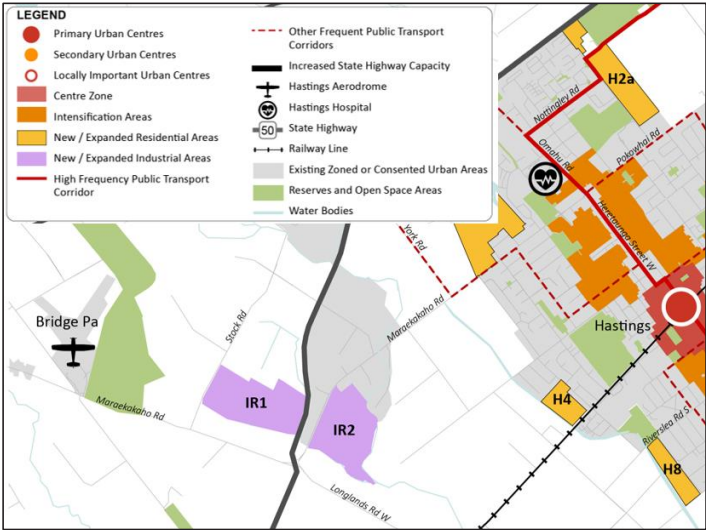 LEGEND
Primary Urban Centres
Secondary Urban Centres
Locally Important Urban Centres
Centre Zone
Intensification Areas
New / Expanded Residential Areas
New / Expanded Industrial Areas
High Frequency Public Transport
Corridor
Other Frequent Public Transport
Corridors
Increased State Highway Capacity
Hastings Aerodrome
Hastings Hospital
50 State Highway
Railway Line
Existing Zoned or Consented Urban Areas
Reserves and Open Space Areas
Water Bodies
H2a
Nottingley Rd
Omahu Rd
Pokowhai Rd
Heretaunga Street W
York Rd
Maraekakaho Rd
Stock Rd
Bridge Pa
Hastings
Maraekakaho Rd
IR1
IR2
H4
Riverslea Rd S
H8
Longlands Rd W